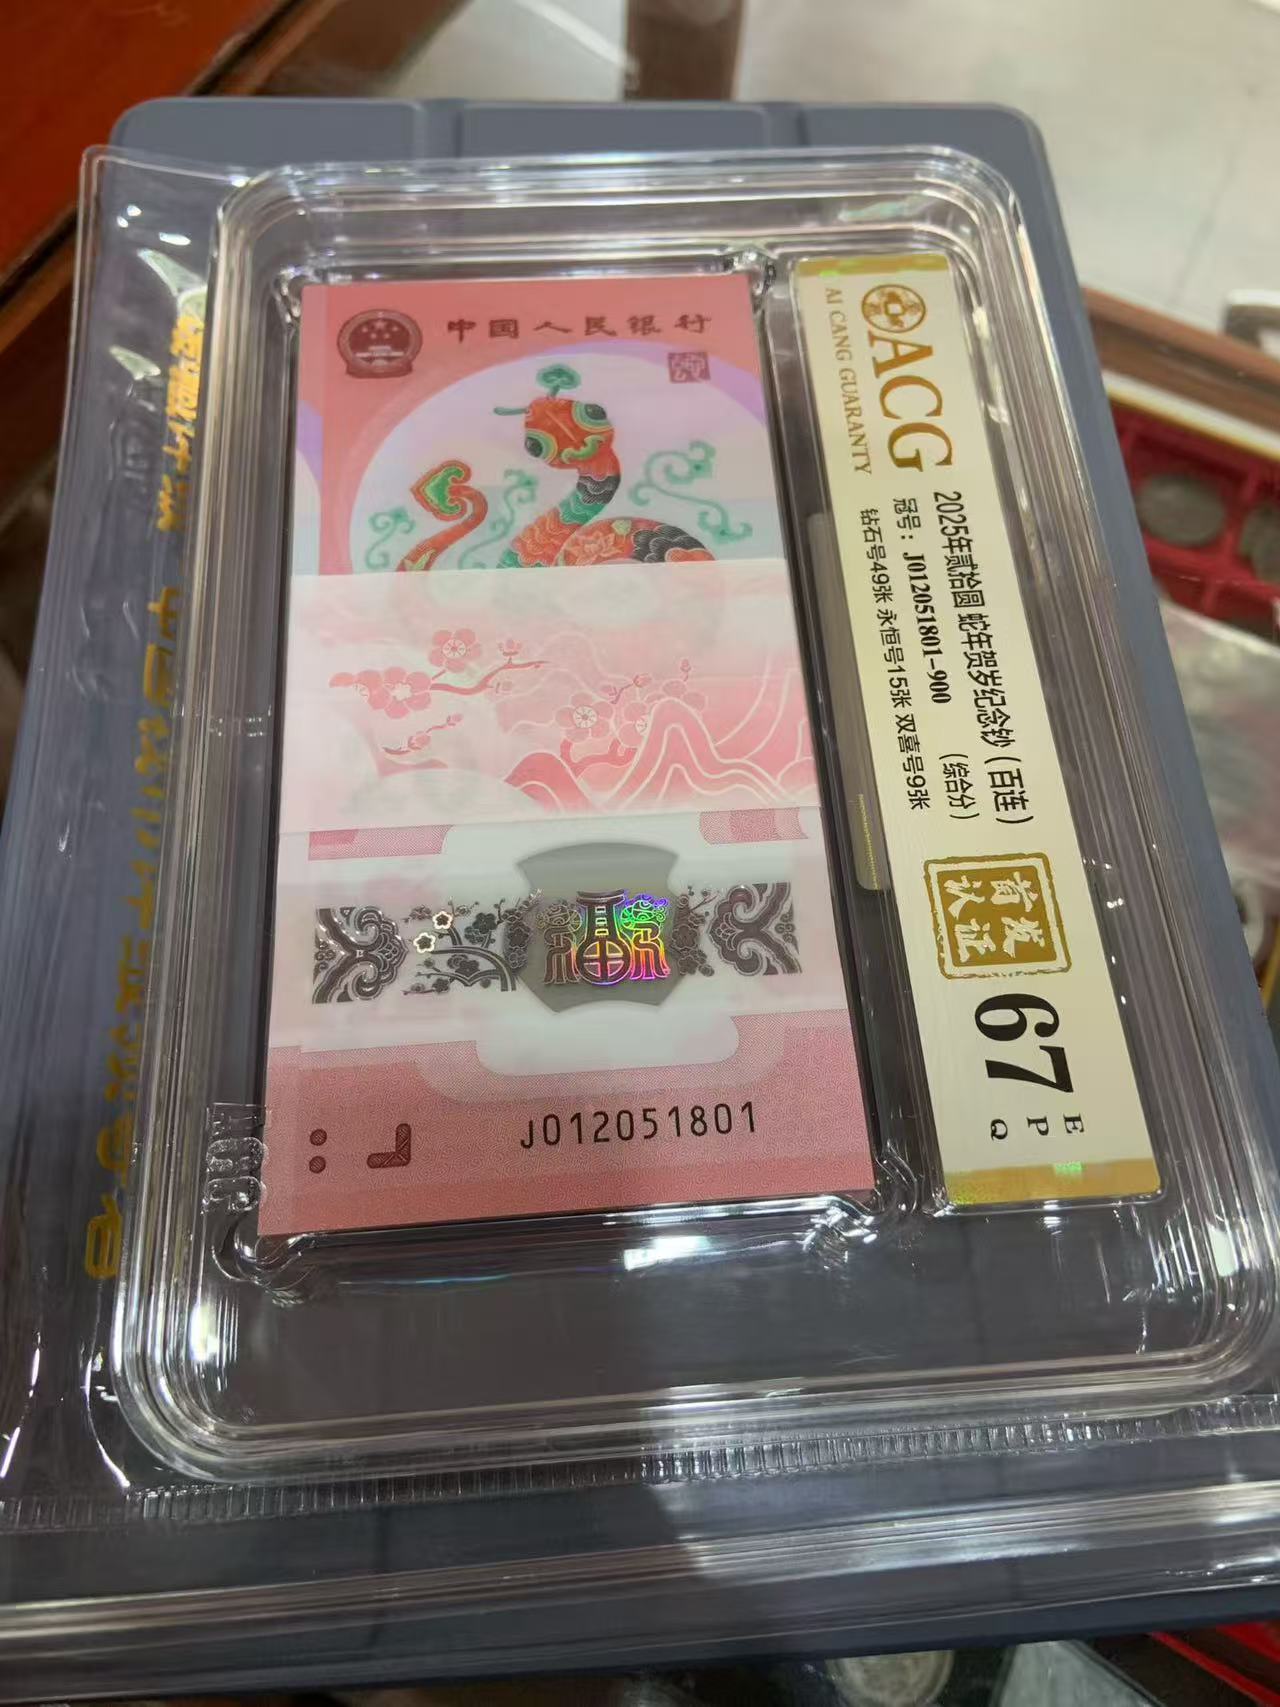 中国人民银行
J012051801
ACG
AI CANG GUARANTY
2025年贰拾圆 蛇年贺岁纪念钞（百连）
冠号：J012051801-900 （综合分）
钻石号49张 永恒号15张 双喜号9张
首发
认证
67
E
P
Q